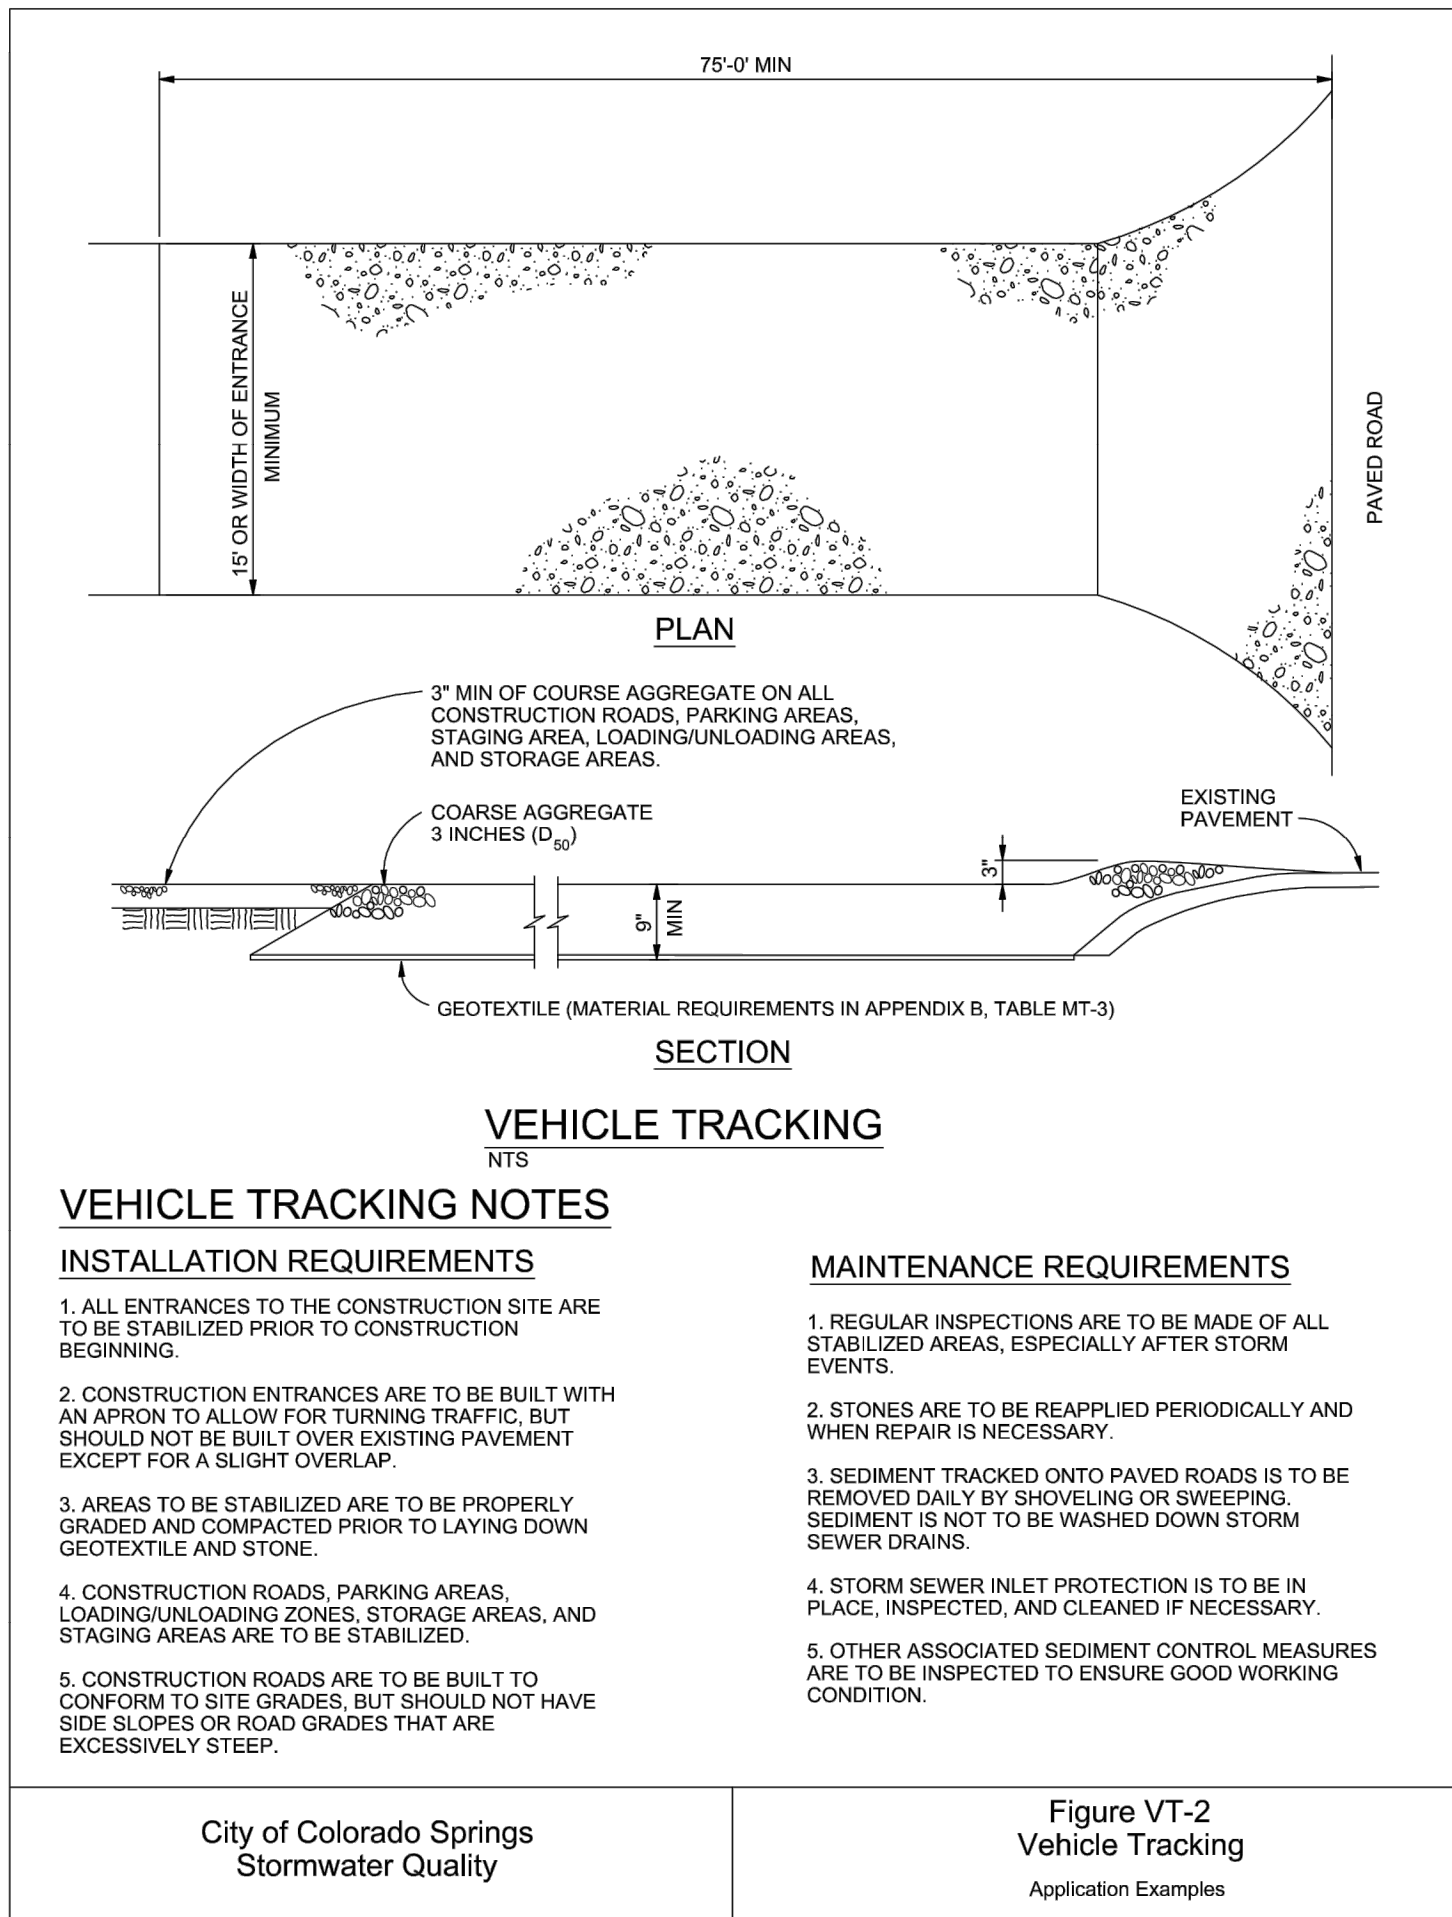 75'-0' MIN
15' OR WIDTH OF ENTRANCE
MINIMUM
PAVED ROAD
PLAN
3" MIN OF COURSE AGGREGATE ON ALL
CONSTRUCTION ROADS, PARKING AREAS,
STAGING AREA, LOADING/UNLOADING AREAS,
AND STORAGE AREAS.
COARSE AGGREGATE
3 INCHES (D50)
EXISTING
PAVEMENT
3"
9"
MIN
GEOTEXTILE (MATERIAL REQUIREMENTS IN APPENDIX B, TABLE MT-3)
SECTION
VEHICLE TRACKING
NTS
VEHICLE TRACKING NOTES
INSTALLATION REQUIREMENTS
1. ALL ENTRANCES TO THE CONSTRUCTION SITE ARE
TO BE STABILIZED PRIOR TO CONSTRUCTION
BEGINNING.
2. CONSTRUCTION ENTRANCES ARE TO BE BUILT WITH
AN APRON TO ALLOW FOR TURNING TRAFFIC, BUT
SHOULD NOT BE BUILT OVER EXISTING PAVEMENT
EXCEPT FOR A SLIGHT OVERLAP.
3. AREAS TO BE STABILIZED ARE TO BE PROPERLY
GRADED AND COMPACTED PRIOR TO LAYING DOWN
GEOTEXTILE AND STONE.
4. CONSTRUCTION ROADS, PARKING AREAS,
LOADING/UNLOADING ZONES, STORAGE AREAS, AND
STAGING AREAS ARE TO BE STABILIZED.
5. CONSTRUCTION ROADS ARE TO BE BUILT TO
CONFORM TO SITE GRADES, BUT SHOULD NOT HAVE
SIDE SLOPES OR ROAD GRADES THAT ARE
EXCESSIVELY STEEP.
MAINTENANCE REQUIREMENTS
1. REGULAR INSPECTIONS ARE TO BE MADE OF ALL
STABILIZED AREAS, ESPECIALLY AFTER STORM
EVENTS.
2. STONES ARE TO BE REAPPLIED PERIODICALLY AND
WHEN REPAIR IS NECESSARY.
3. SEDIMENT TRACKED ONTO PAVED ROADS IS TO BE
REMOVED DAILY BY SHOVELING OR SWEEPING.
SEDIMENT IS NOT TO BE WASHED DOWN STORM
SEWER DRAINS.
4. STORM SEWER INLET PROTECTION IS TO BE IN
PLACE, INSPECTED, AND CLEANED IF NECESSARY.
5. OTHER ASSOCIATED SEDIMENT CONTROL MEASURES
ARE TO BE INSPECTED TO ENSURE GOOD WORKING
CONDITION.
City of Colorado Springs
Stormwater Quality
Figure VT-2
Vehicle Tracking
Application Examples